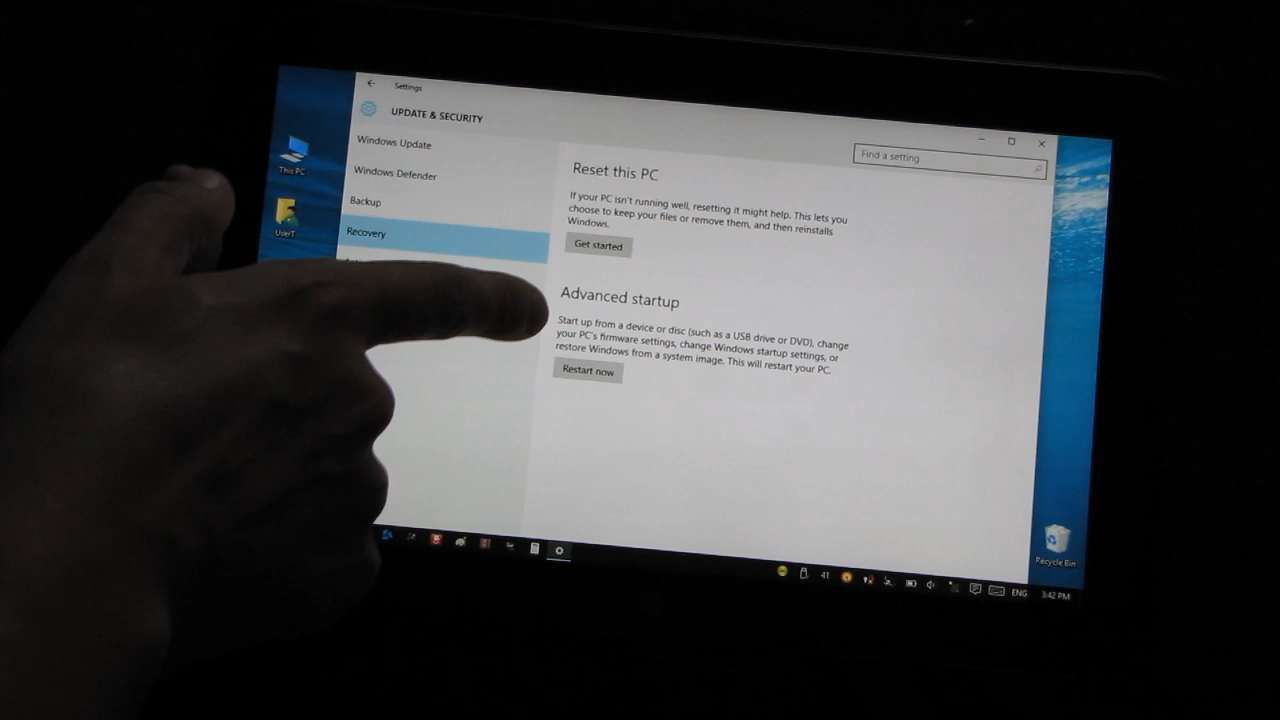 Settings
UPDATE & SECURITY
Find a setting
This PC
UserT
Windows Update
Windows Defender
Backup
Recovery
Reset this PC
If your PC isn't running well, resetting it might help. This lets you
choose to keep your files or remove them, and then reinstalls
Windows.
Get started
Advanced startup
Start up from a device or disc (such as a USB drive or DVD), change
your PC's firmware settings, change Windows startup settings, or
restore Windows from a system image. This will restart your PC.
Restart now
Recycle Bin
41
ENG
3:42 PM